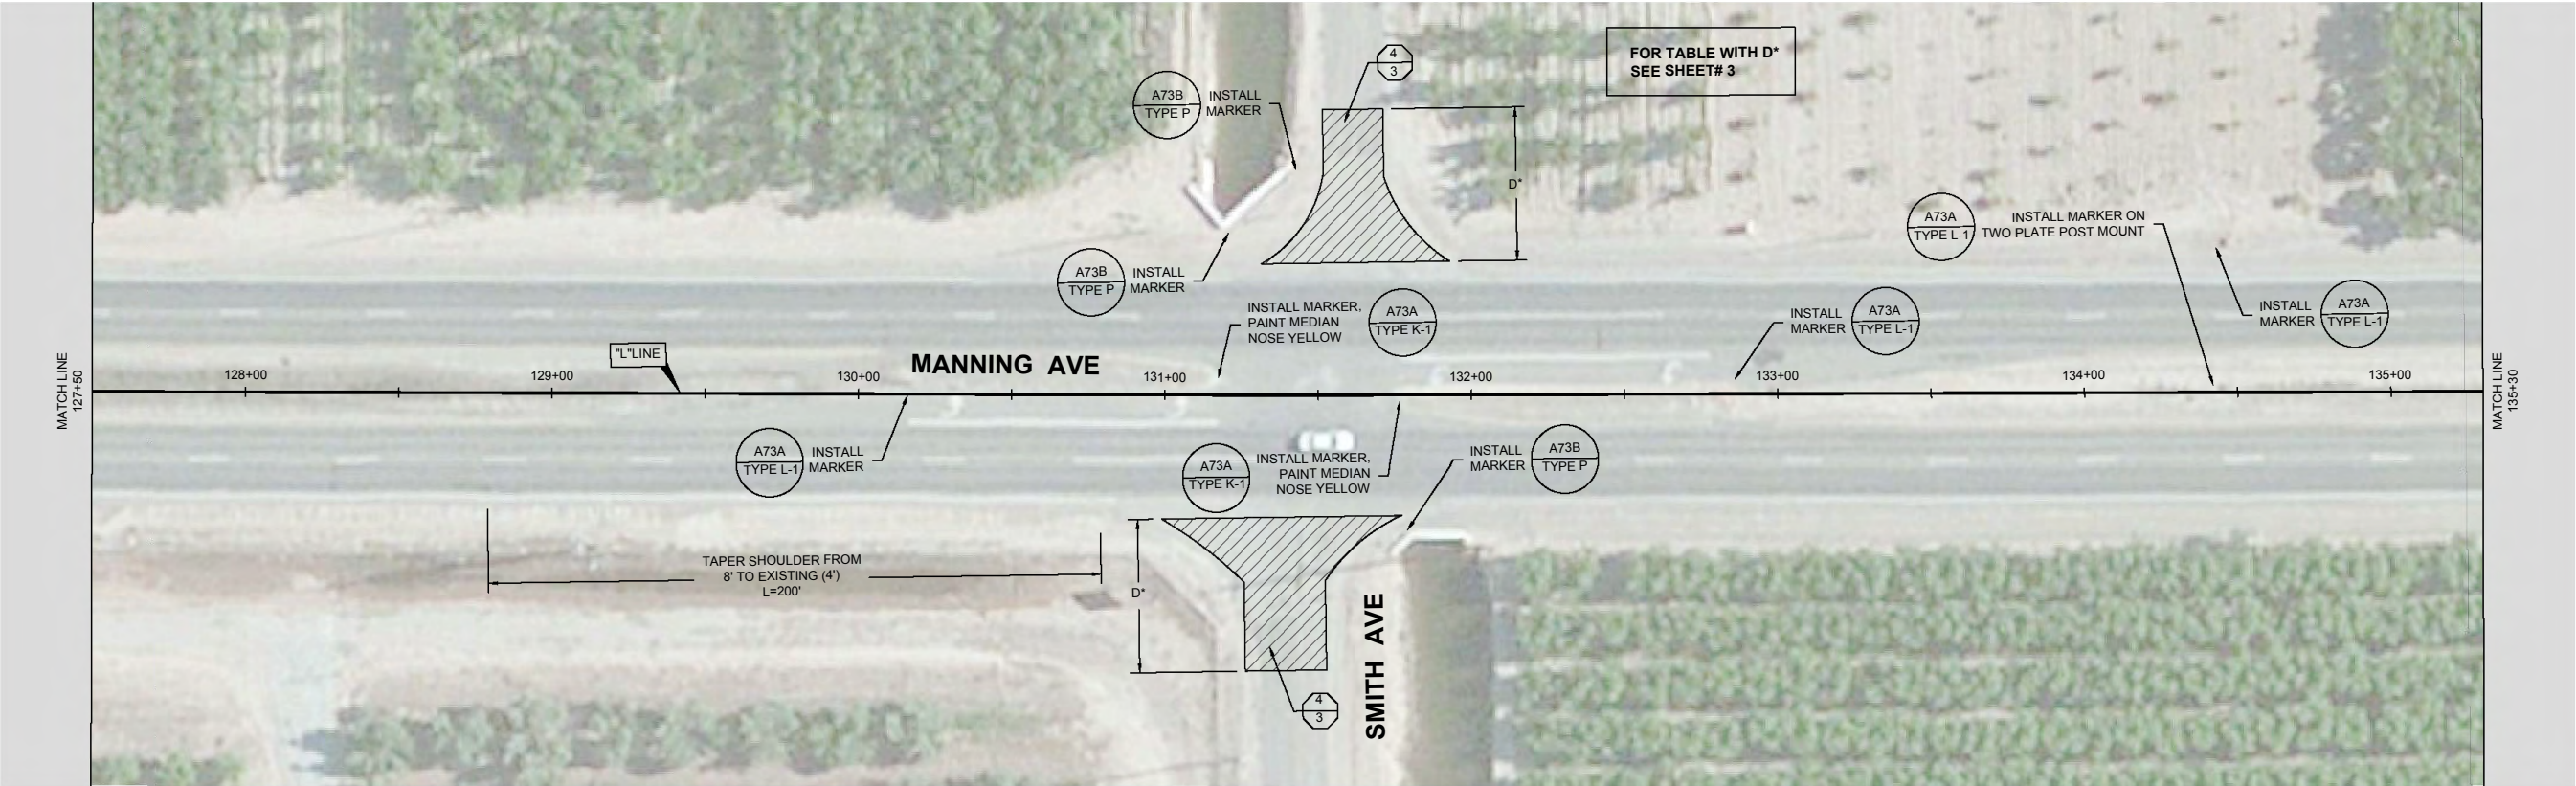 4
3
FOR TABLE WITH D*
SEE SHEET# 3
A73B
TYPE P
INSTALL
MARKER
D*
A73A
TYPE L-1
INSTALL MARKER ON
TWO PLATE POST MOUNT
A73B
TYPE P
INSTALL
MARKER
INSTALL MARKER,
PAINT MEDIAN
NOSE YELLOW
A73A
TYPE K-1
INSTALL
MARKER
A73A
TYPE L-1
INSTALL
MARKER
A73A
TYPE L-1
"L"LINE
MANNING AVE
MATCH LINE
127+50
128+00
129+00
130+00
131+00
132+00
133+00
134+00
135+00
MATCH LINE
135+30
A73A
TYPE L-1
INSTALL
MARKER
A73A
TYPE K-1
INSTALL MARKER,
PAINT MEDIAN
NOSE YELLOW
INSTALL
MARKER
A73B
TYPE P
TAPER SHOULDER FROM
8' TO EXISTING (4')
L=200'
D*
SMITH AVE
4
3